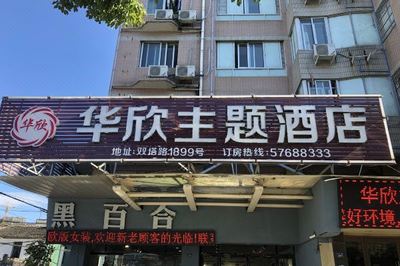 华欣
华欣主题酒店
地址:双塔路1899号 订房热线:57688333
黑百合
欧版女装,欢迎新老顾客的光临!联
华欣
好环境